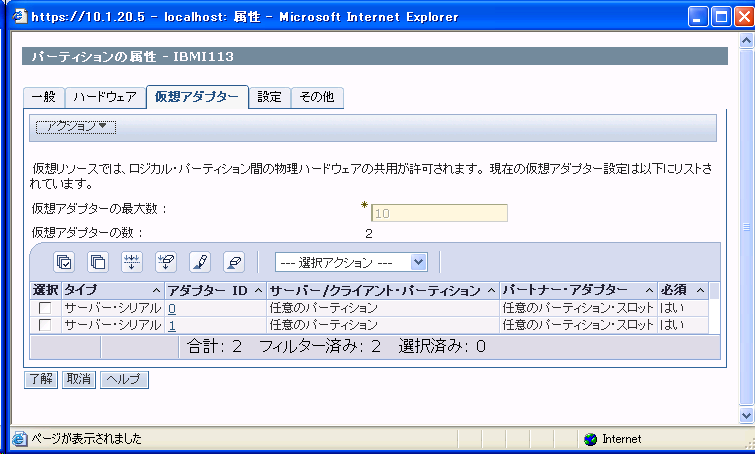 https://10.1.20.5 - localhost: 属性 - Microsoft Internet Explorer
パーティションの属性 - IBMI113
一般 ハードウェア 仮想アダプター 設定 その他
アクション
仮想リソースでは、ロジカル・パーティション間の物理ハードウェアの共用が許可されます。 現在の仮想アダプター設定は以下にリストさ
れています。
仮想アダプターの最大数 : * 10
仮想アダプターの数 : 2
--- 選択アクション ---
選択 タイプ アダプター ID サーバー/クライアント・パーティション パートナー・アダプター 必須
サーバー・シリアル 0 任意のパーティション 任意のパーティション・スロット はい
サーバー・シリアル 1 任意のパーティション 任意のパーティション・スロット はい
合計: 2 フィルター済み: 2 選択済み: 0
了解 取消 ヘルプ
ページが表示されました Internet